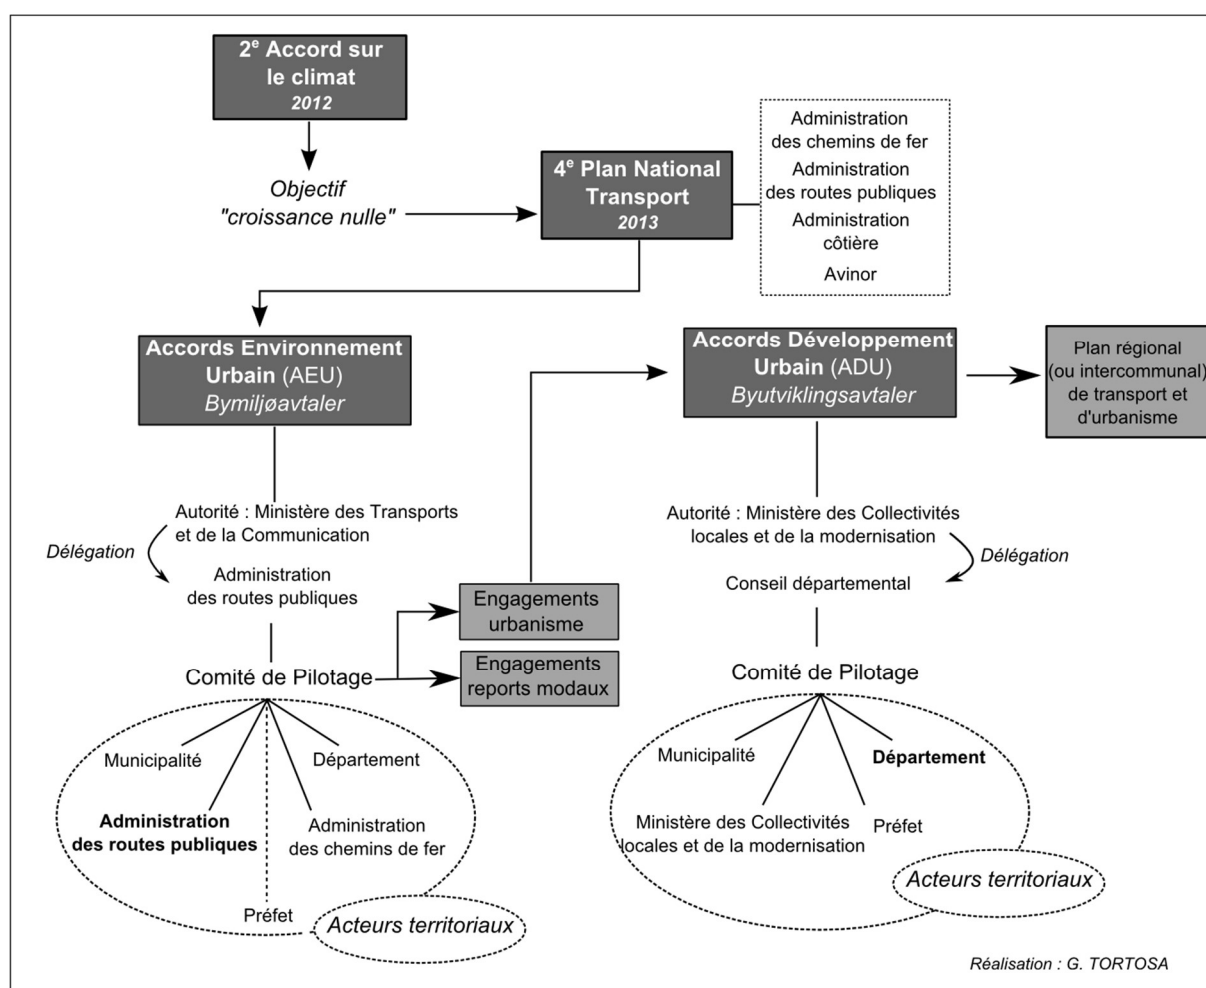 2e Accord sur
le climat
2012
Objectif
"croissance nulle"
4e Plan National
Transport
2013
Administration
des chemins de fer
Administration
des routes publiques
Administration
côtière
Avinor
Accords Environnement
Urbain (AEU)
Bymiljøavtaler
Accords Développement
Urbain (ADU)
Byutviklingsavtaler
Plan régional
(ou intercommunal)
de transport et
d'urbanisme
Autorité : Ministère des Transports
et de la Communication
Délégation
Administration
des routes publiques
Engagements
urbanisme
Engagements
reports modaux
Comité de Pilotage
Municipalité
Département
Administration
des routes publiques
Administration
des chemins de fer
Préfet
Acteurs territoriaux
Autorité : Ministère des Collectivités
locales et de la modernisation
Délégation
Conseil départemental
Comité de Pilotage
Municipalité
Département
Ministère des Collectivités
locales et de la modernisation
Préfet
Acteurs territoriaux
Réalisation : G. TORTOSA